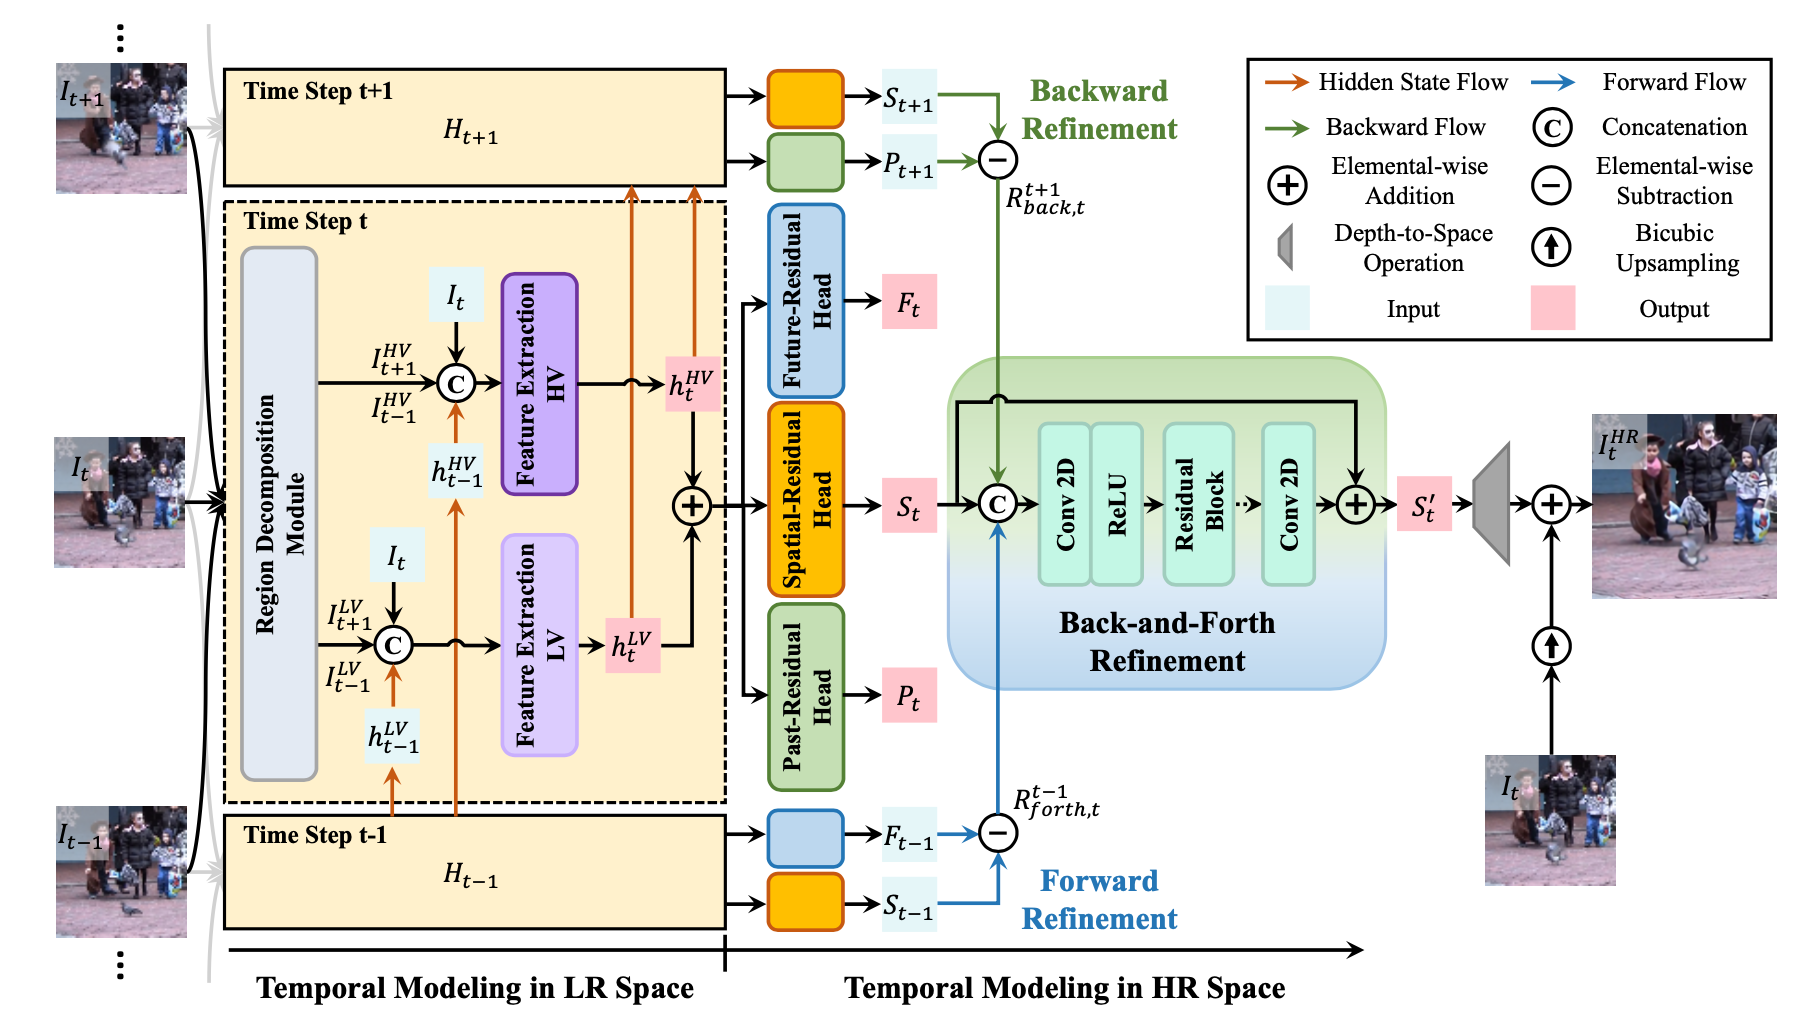 I_{t+1}
I_t
I_{t-1}
Time Step t+1
H_{t+1}
Time Step t
Region Decomposition
Module
I_t
I_{t+1}^{HV}
I_{t-1}^{HV}
C
Feature Extraction
HV
h_t^{HV}
h_{t-1}^{HV}
+
I_t
I_{t+1}^{LV}
I_{t-1}^{LV}
C
Feature Extraction
LV
h_t^{LV}
h_{t-1}^{LV}
Time Step t-1
H_{t-1}
S_{t+1}
P_{t+1}
Backward
Refinement
−
R_{back,t}^{t+1}
Future-Residual
Head
F_t
Spatial-Residual
Head
S_t
Past-Residual
Head
P_t
F_{t-1}
S_{t-1}
−
R_{forth,t}^{t-1}
Forward
Refinement
C
Conv 2D
ReLU
Residual
Block
Conv 2D
+
Back-and-Forth
Refinement
S'_t
+
I_t^{HR}
I_t
Hidden State Flow
Forward Flow
Backward Flow
C
Concatenation
+
Elemental-wise
Addition
−
Elemental-wise
Subtraction
Depth-to-Space
Operation
Bicubic
Upsampling
Input
Output
Temporal Modeling in LR Space
Temporal Modeling in HR Space